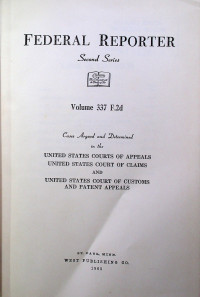 FEDERAL REPORTER
Second Series
Volume 337 F.2d
Cases Argued and Determined
in the
UNITED STATES COURTS OF APPEALS
UNITED STATES COURT OF CLAIMS
AND
UNITED STATES COURT OF CUSTOMS
AND PATENT APPEALS
ST. PAUL, MINN.
WEST PUBLISHING CO.